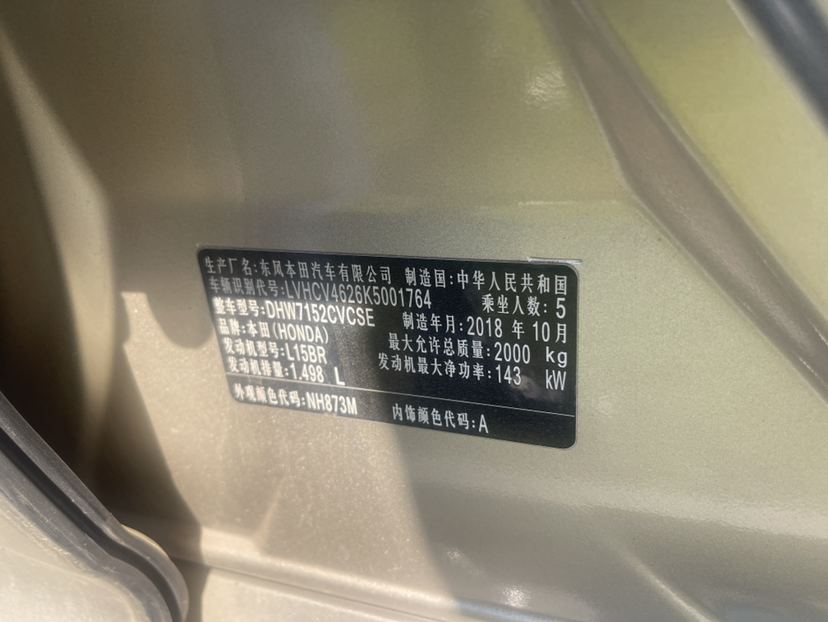 生产厂名:东风本田汽车有限公司 制造国:中华人民共和国
车辆识别代号:LVHCV4626K5001764 乘坐人数:5
整车型号:DHW7152CVCSE 制造年月:2018 年 10 月
品牌:本田(HONDA) 最大允许总质量:2000 kg
发动机型号:L15BR 发动机最大净功率:143 kW
发动机排量:1.498 L
外观颜色代码:NH873M 内饰颜色代码:A